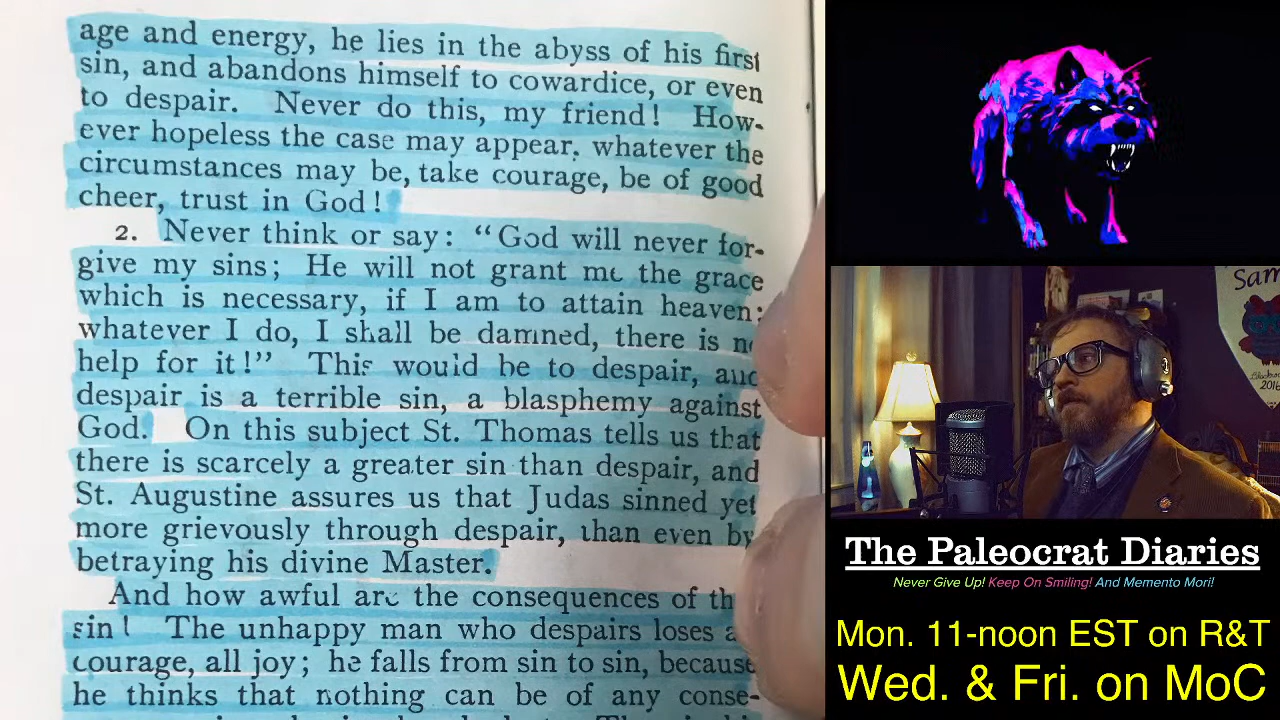 age and energy, he lies in the abyss of his first
sin, and abandons himself to cowardice, or even
to despair. Never do this, my friend! How-
ever hopeless the case may appear, whatever the
circumstances may be, take courage, be of good
cheer, trust in God!
2. Never think or say: "God will never for-
give my sins; He will not grant me the grace
which is necessary, if I am to attain heaven;
whatever I do, I shall be damned, there is no
help for it!" This would be to despair, and
despair is a terrible sin, a blasphemy against
God. On this subject St. Thomas tells us that
there is scarcely a greater sin than despair, and
St. Augustine assures us that Judas sinned yet
more grievously through despair, than even by
betraying his divine Master.
And how awful are the consequences of th
sin! The unhappy man who despairs loses a
courage, all joy; he falls from sin to sin, because
he thinks that nothing can be of any conse-
Sam
2016
The Paleocrat Diaries
Never Give Up! Keep On Smiling! And Memento Mori!
Mon. 11-noon EST on R&T
Wed. & Fri. on MoC